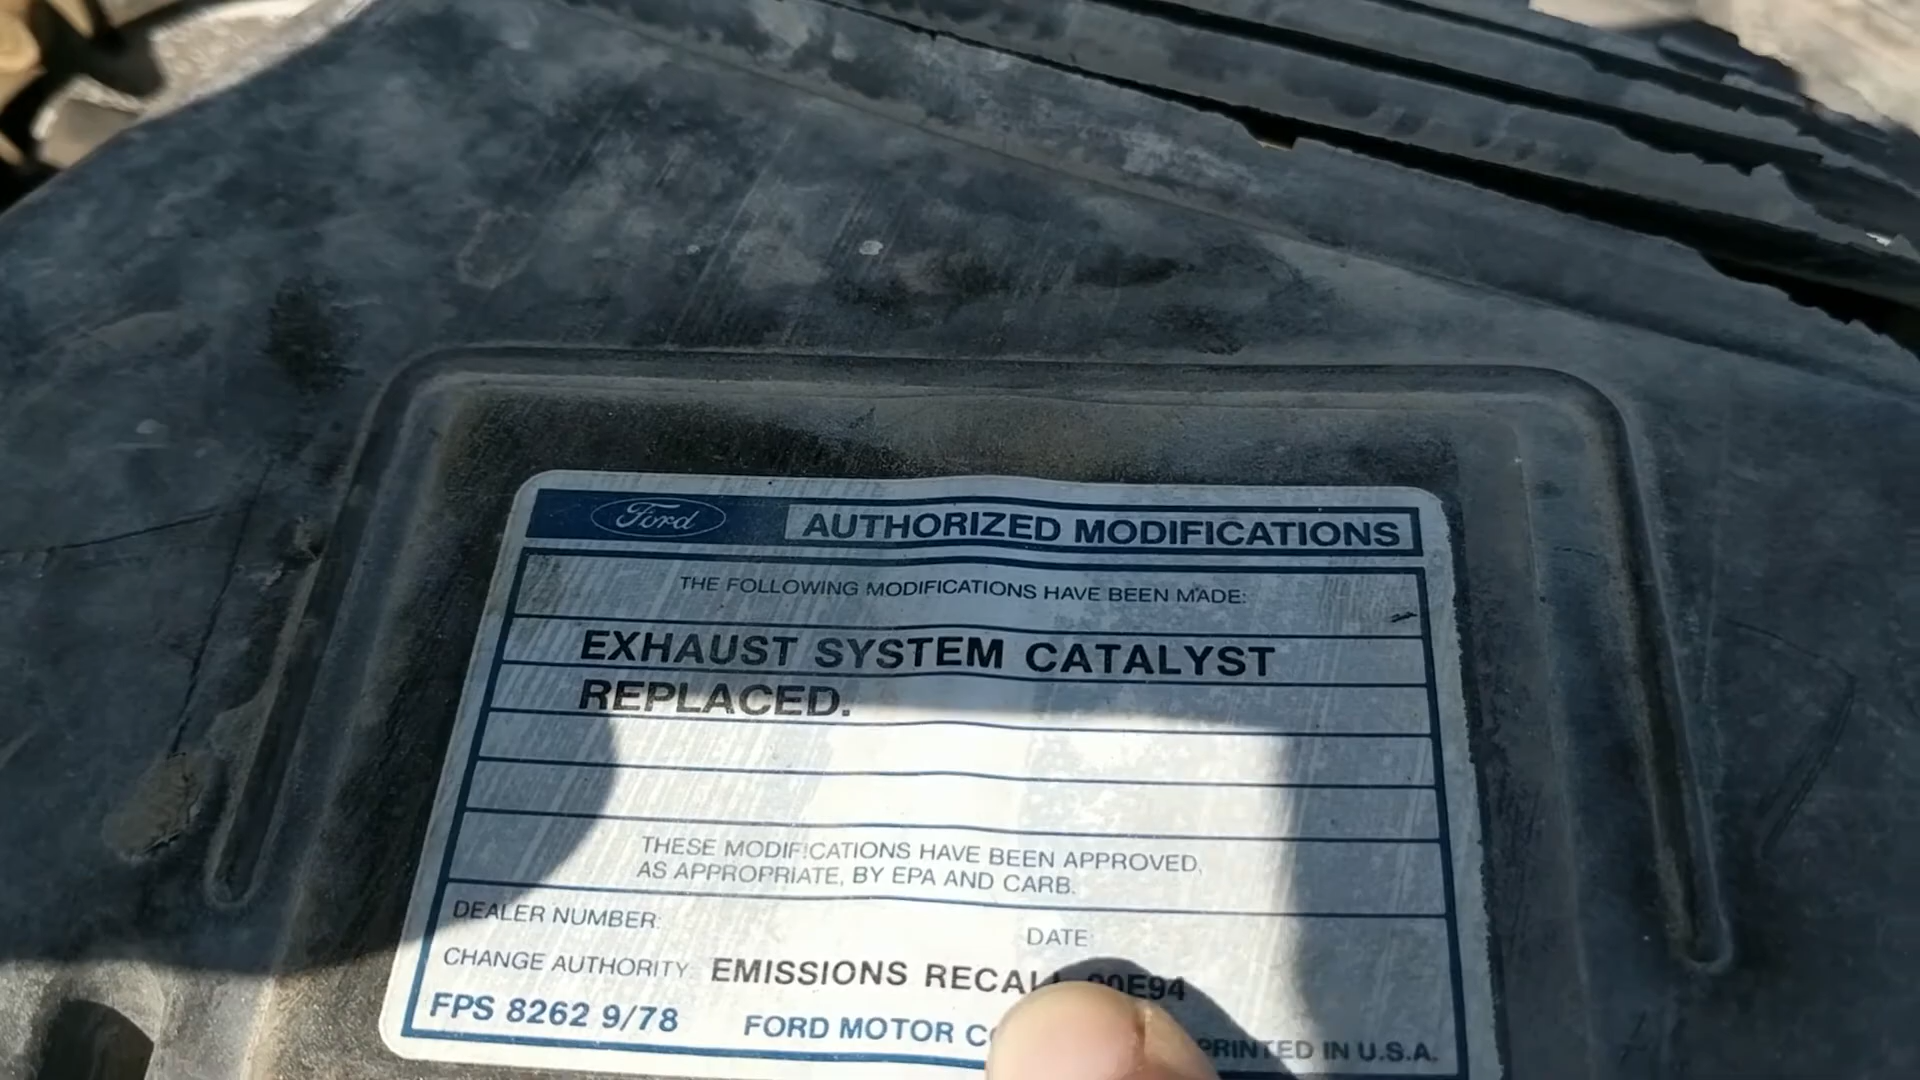 Ford AUTHORIZED MODIFICATIONS
THE FOLLOWING MODIFICATIONS HAVE BEEN MADE:
EXHAUST SYSTEM CATALYST
REPLACED.
THESE MODIFICATIONS HAVE BEEN APPROVED,
AS APPROPRIATE, BY EPA AND CARB.
DEALER NUMBER: DATE:
CHANGE AUTHORITY: EMISSIONS RECALL
FPS 8262 9/78 FORD MOTOR PRINTED IN U.S.A.